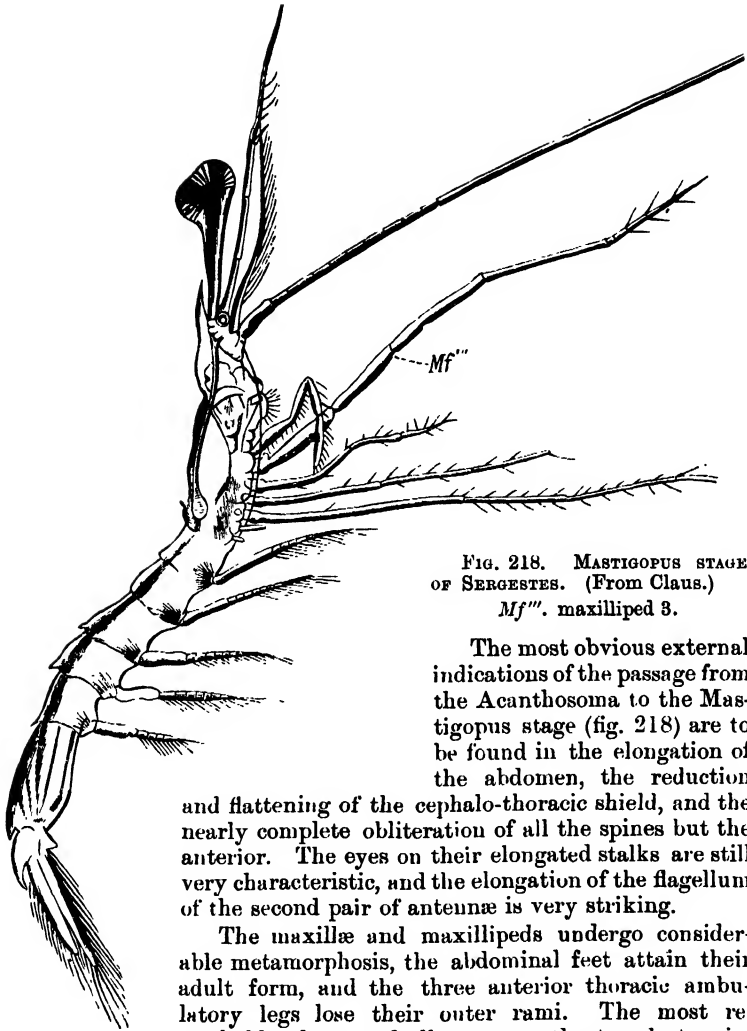 Mf'''
FIG. 218. MASTIGOPUS STAGE
OF SERGESTES. (From Claus.)
Mf'''. maxilliped 3.
The most obvious external
indications of the passage from
the Acanthosoma to the Mas-
tigopus stage (fig. 218) are to
be found in the elongation of
the abdomen, the reduction
and flattening of the cephalo-thoracic shield, and the
nearly complete obliteration of all the spines but the
anterior. The eyes on their elongated stalks are still
very characteristic, and the elongation of the flagellum
of the second pair of antennæ is very striking.
The maxillæ and maxillipeds undergo consider-
able metamorphosis, the abdominal feet attain their
adult form, and the three anterior thoracic ambu-
latory legs lose their outer rami. The most re